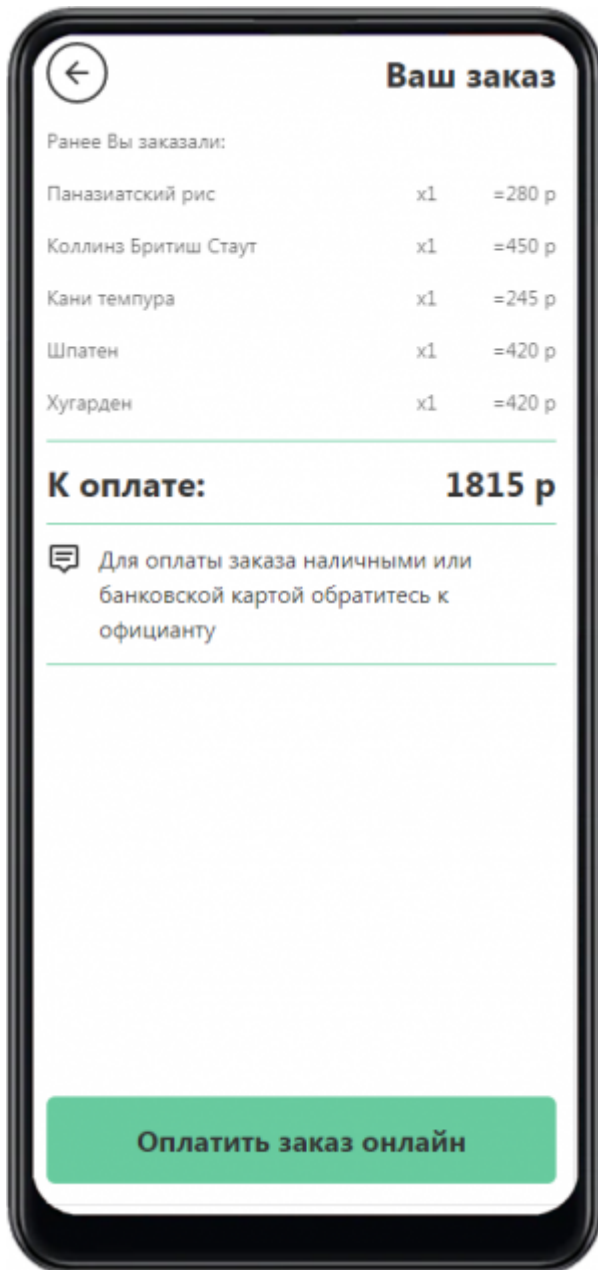 Ваш заказ
Ранее Вы заказали:
Паназиатский рис x1 =280 р
Коллинз Бритиш Стаут x1 =450 р
Кани темпура x1 =245 р
Шпатен x1 =420 р
Хугарден x1 =420 р
К оплате: 1815 р
Для оплаты заказа наличными или
банковской картой обратитесь к
официанту
Оплатить заказ онлайн